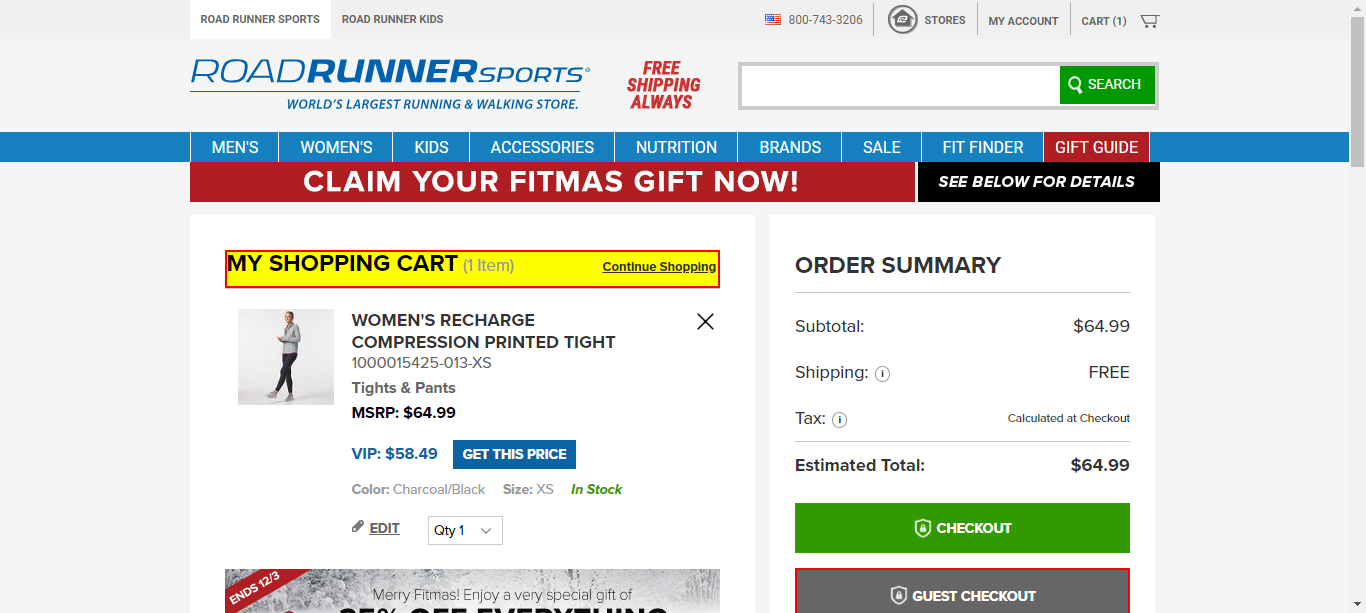 ROAD RUNNER SPORTS
ROAD RUNNER KIDS
800-743-3206
STORES
MY ACCOUNT
CART (1)
ROADRUNNERSPORTS®
WORLD'S LARGEST RUNNING & WALKING STORE.
FREE
SHIPPING
ALWAYS
SEARCH
MEN'S
WOMEN'S
KIDS
ACCESSORIES
NUTRITION
BRANDS
SALE
FIT FINDER
GIFT GUIDE
CLAIM YOUR FITMAS GIFT NOW!
SEE BELOW FOR DETAILS
MY SHOPPING CART (1 Item)
Continue Shopping
WOMEN'S RECHARGE
COMPRESSION PRINTED TIGHT
1000015425-013-XS
Tights & Pants
MSRP: $64.99
VIP: $58.49
GET THIS PRICE
Color: Charcoal/Black Size: XS In Stock
EDIT
Qty 1
ENDS 12/3
Merry Fitmas! Enjoy a very special gift of
25% OFF EVERYTHING
ORDER SUMMARY
Subtotal: $64.99
Shipping: i FREE
Tax: i Calculated at Checkout
Estimated Total: $64.99
CHECKOUT
GUEST CHECKOUT